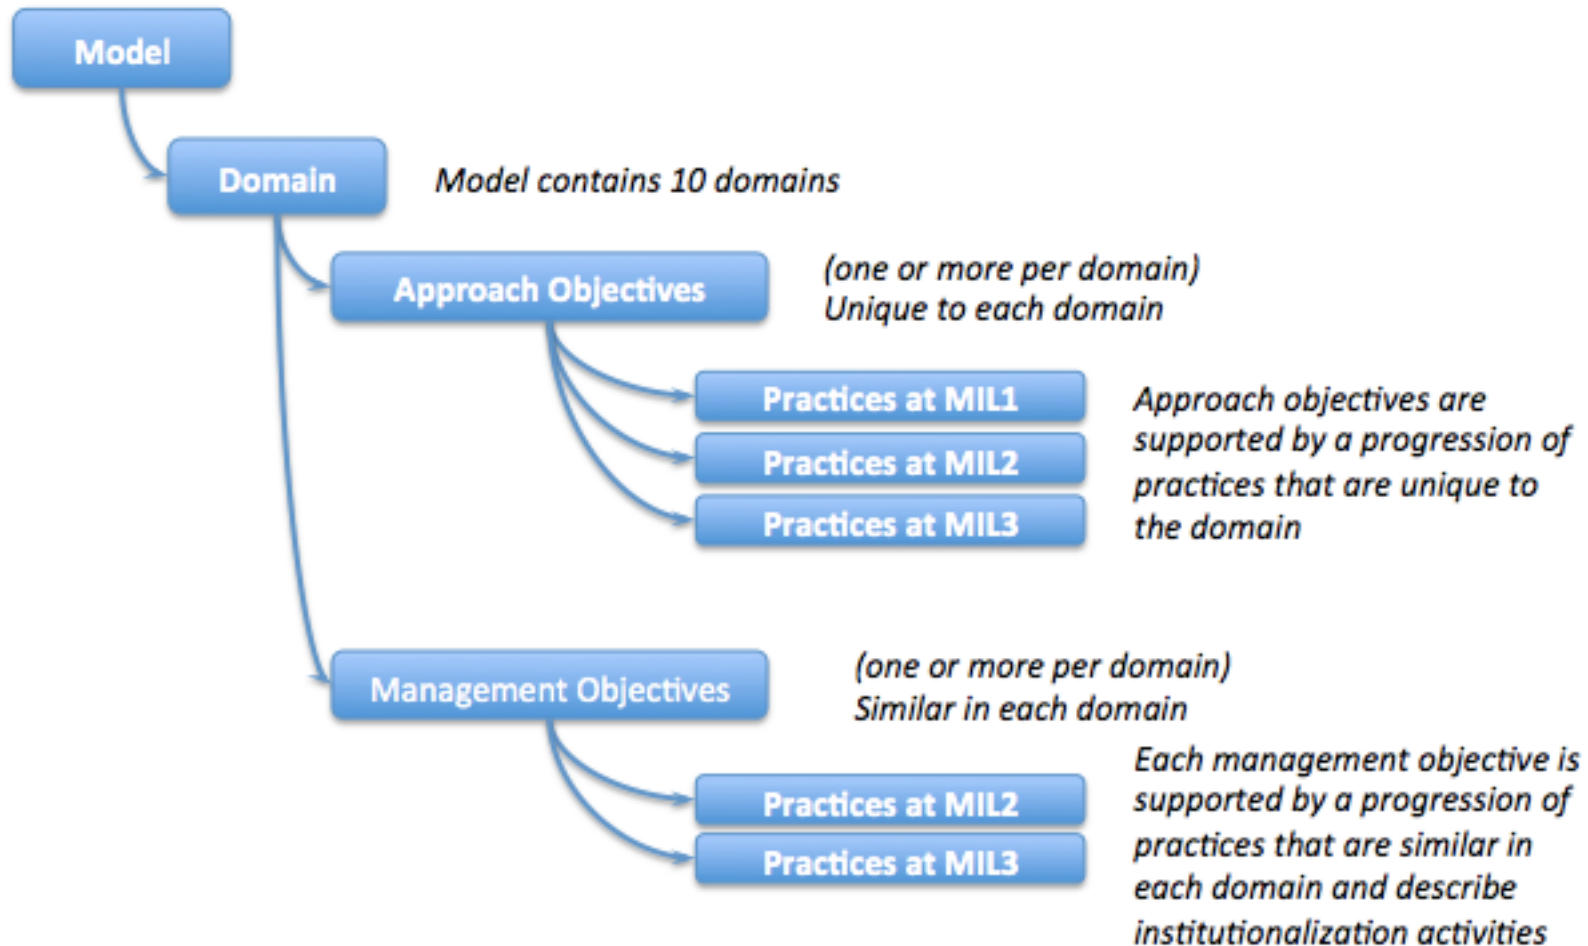 Model
Domain
Model contains 10 domains
Approach Objectives
(one or more per domain)
Unique to each domain
Practices at MIL1
Practices at MIL2
Practices at MIL3
Approach objectives are
supported by a progression of
practices that are unique to
the domain
Management Objectives
(one or more per domain)
Similar in each domain
Practices at MIL2
Practices at MIL3
Each management objective is
supported by a progression of
practices that are similar in
each domain and describe
institutionalization activities